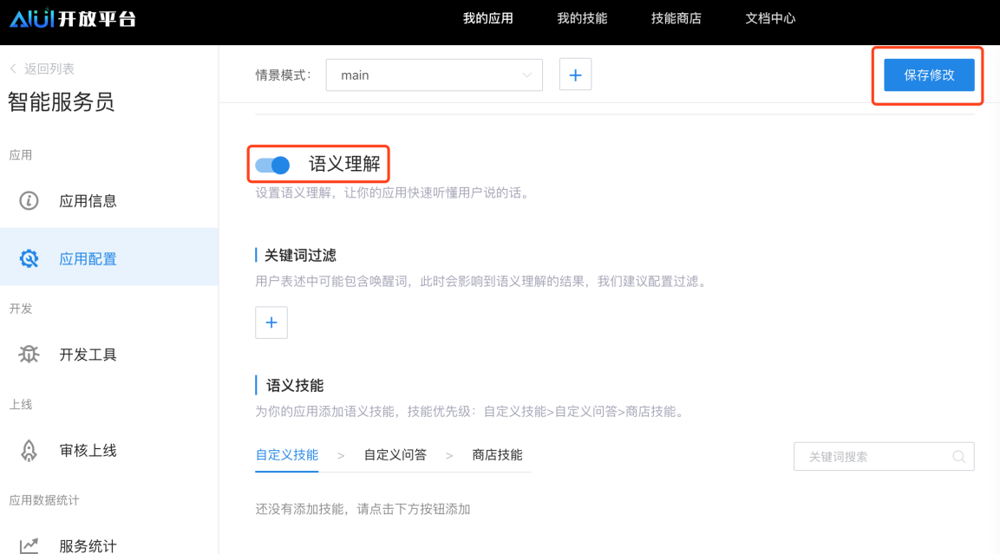 AIUI开放平台
我的应用
我的技能
技能商店
文档中心
返回列表
智能服务员
应用
应用信息
应用配置
开发
开发工具
上线
审核上线
应用数据统计
服务统计
情景模式：
main
保存修改
语义理解
设置语义理解，让你的应用快速听懂用户说的话。
关键词过滤
用户表述中可能包含唤醒词，此时会影响到语义理解的结果，我们建议配置过滤。
语义技能
为你的应用添加语义技能，技能优先级：自定义技能>自定义问答>商店技能。
自定义技能 > 自定义问答 > 商店技能
关键词搜索
还没有添加技能，请点击下方按钮添加